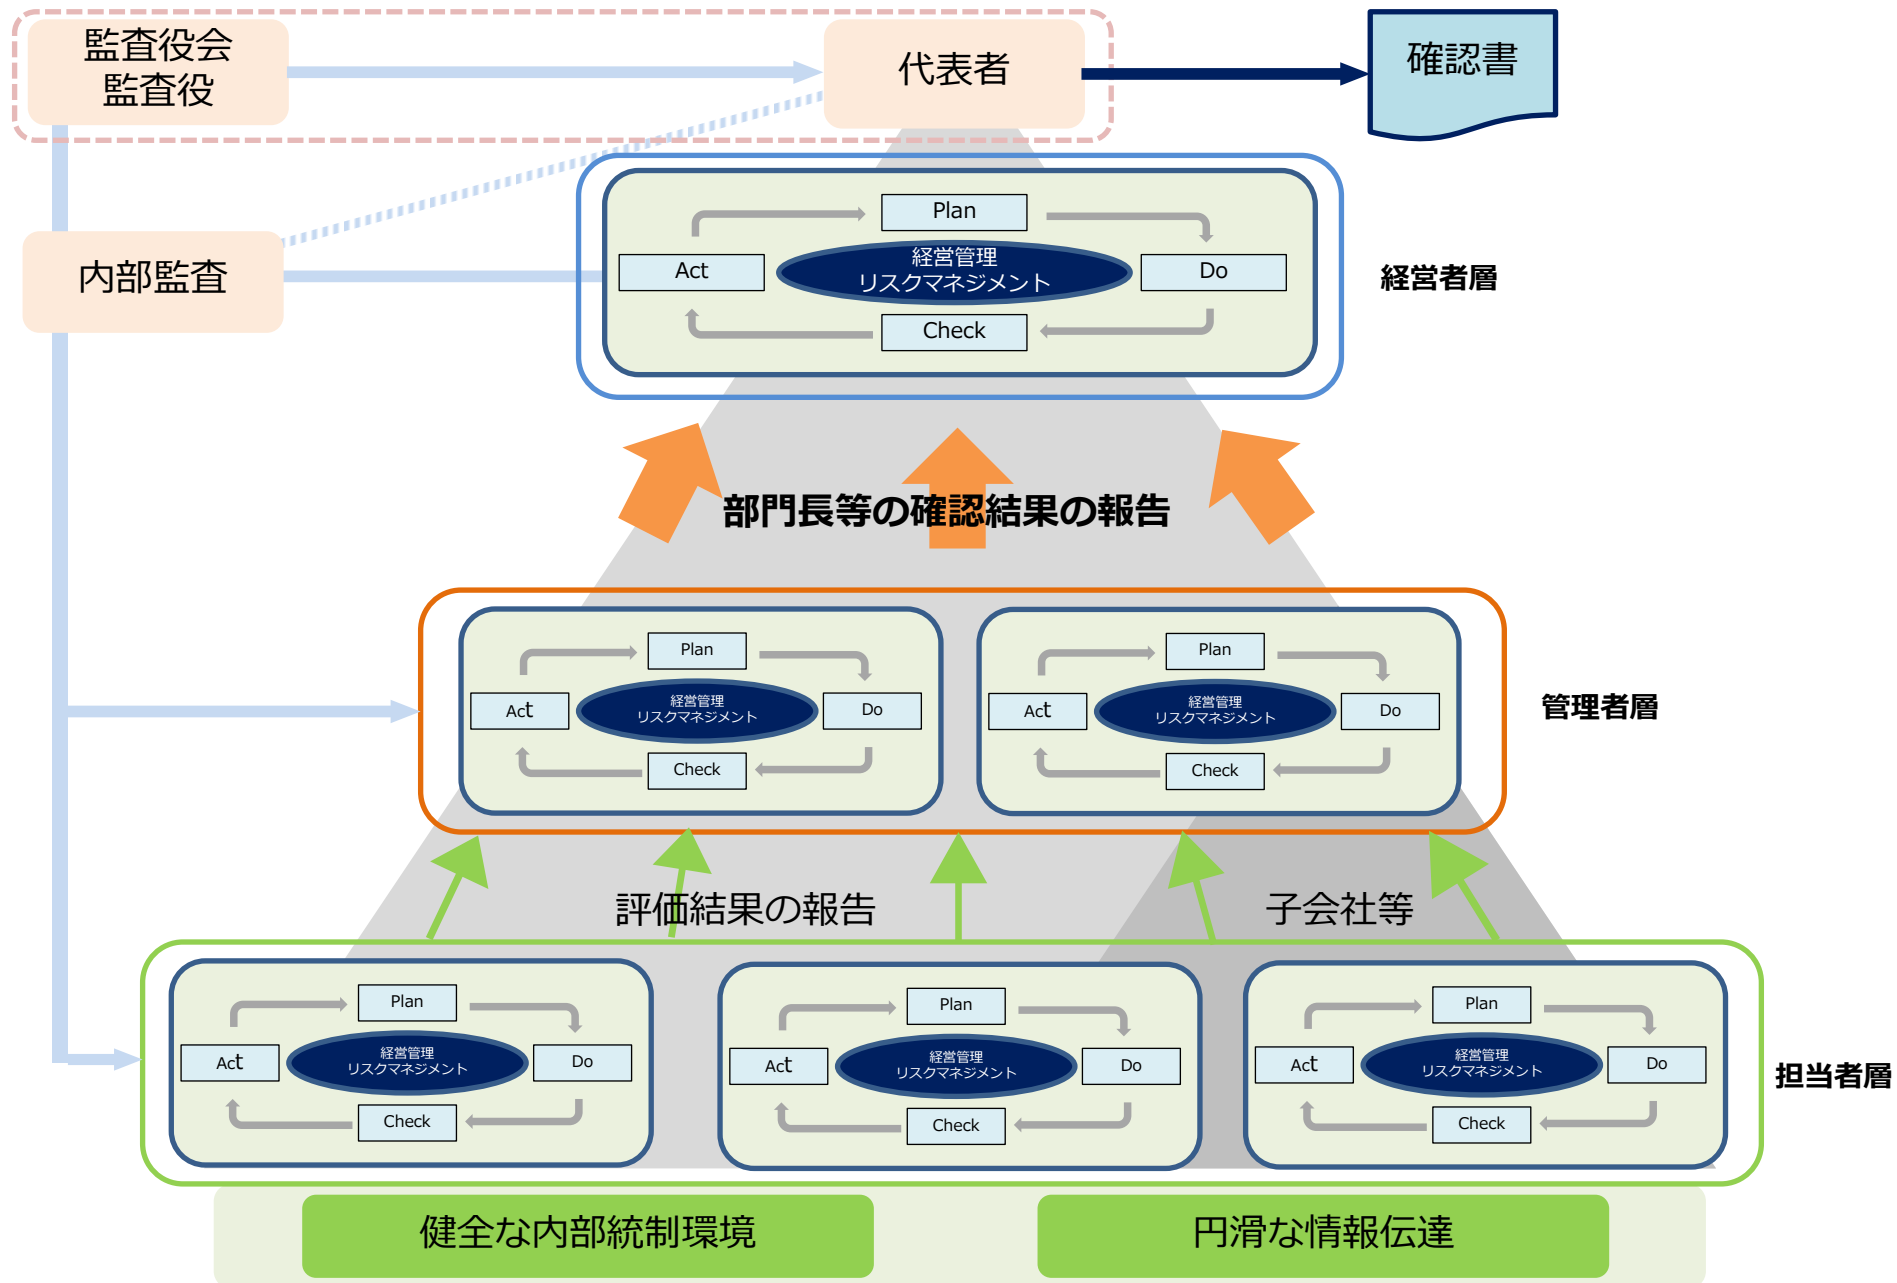 監査役会
監査役
代表者
確認書
内部監査
Plan
Act
経営管理
リスクマネジメント
Do
Check
経営者層
部門長等の確認結果の報告
Plan
Act
経営管理
リスクマネジメント
Do
Check
Plan
Act
経営管理
リスクマネジメント
Do
Check
管理者層
評価結果の報告
子会社等
Plan
Act
経営管理
リスクマネジメント
Do
Check
Plan
Act
経営管理
リスクマネジメント
Do
Check
Plan
Act
経営管理
リスクマネジメント
Do
Check
担当者層
健全な内部統制環境
円滑な情報伝達